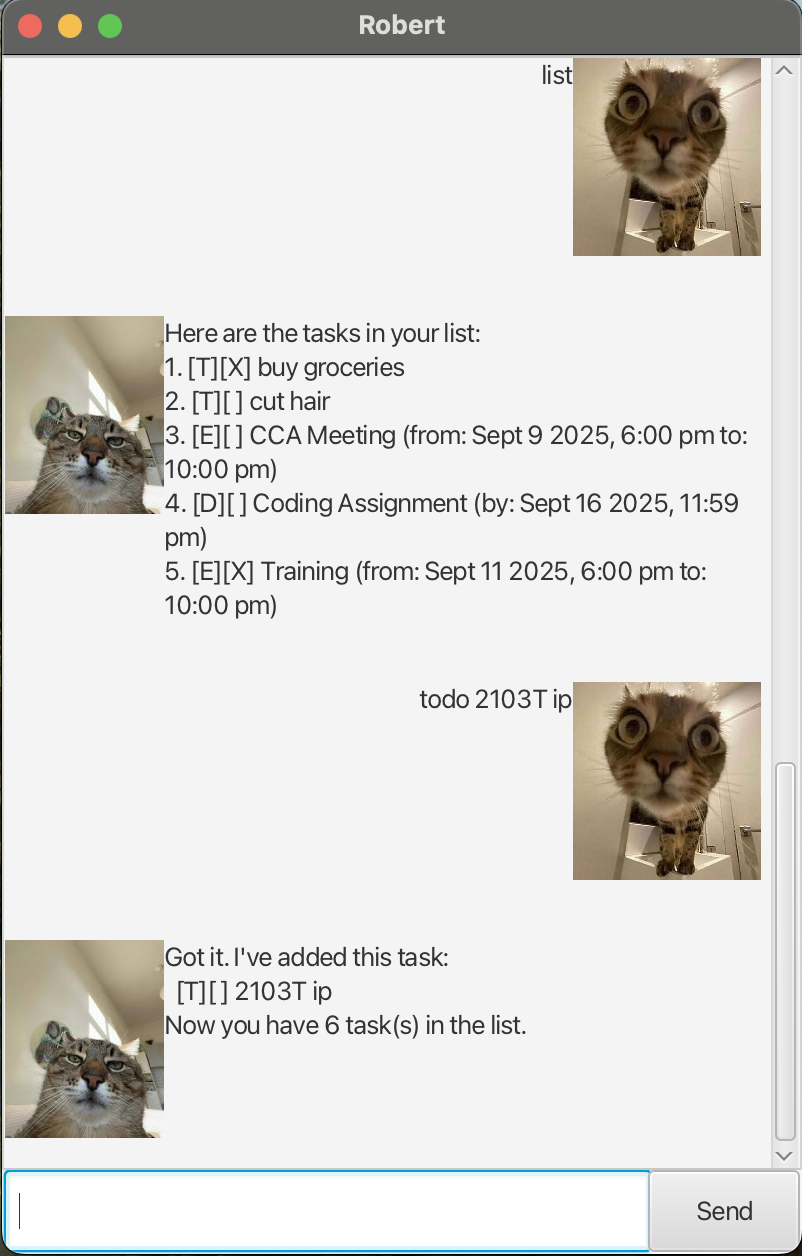 Robert
list
Here are the tasks in your list:
1. [T][X] buy groceries
2. [T][ ] cut hair
3. [E][ ] CCA Meeting (from: Sept 9 2025, 6:00 pm to:
10:00 pm)
4. [D][ ] Coding Assignment (by: Sept 16 2025, 11:59
pm)
5. [E][X] Training (from: Sept 11 2025, 6:00 pm to:
10:00 pm)
todo 2103T ip
Got it. I've added this task:
[T][ ] 2103T ip
Now you have 6 task(s) in the list.
Send